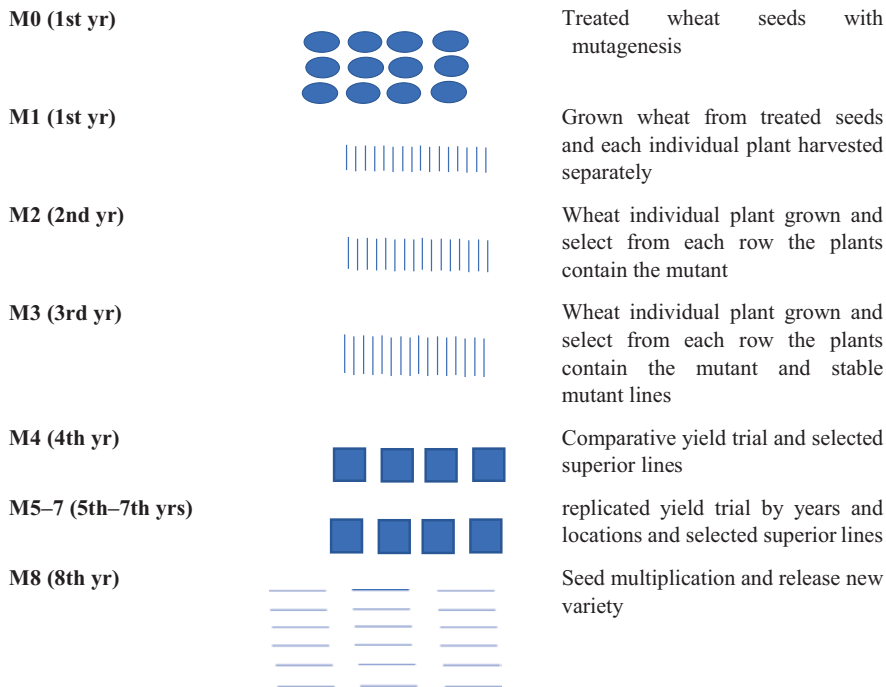 M0 (1st yr)
Treated wheat seeds with
mutagenesis
M1 (1st yr)
Grown wheat from treated seeds
and each individual plant harvested
separately
M2 (2nd yr)
Wheat individual plant grown and
select from each row the plants
contain the mutant
M3 (3rd yr)
Wheat individual plant grown and
select from each row the plants
contain the mutant and stable
mutant lines
M4 (4th yr)
Comparative yield trial and selected
superior lines
M5–7 (5th–7th yrs)
replicated yield trial by years and
locations and selected superior lines
M8 (8th yr)
Seed multiplication and release new
variety